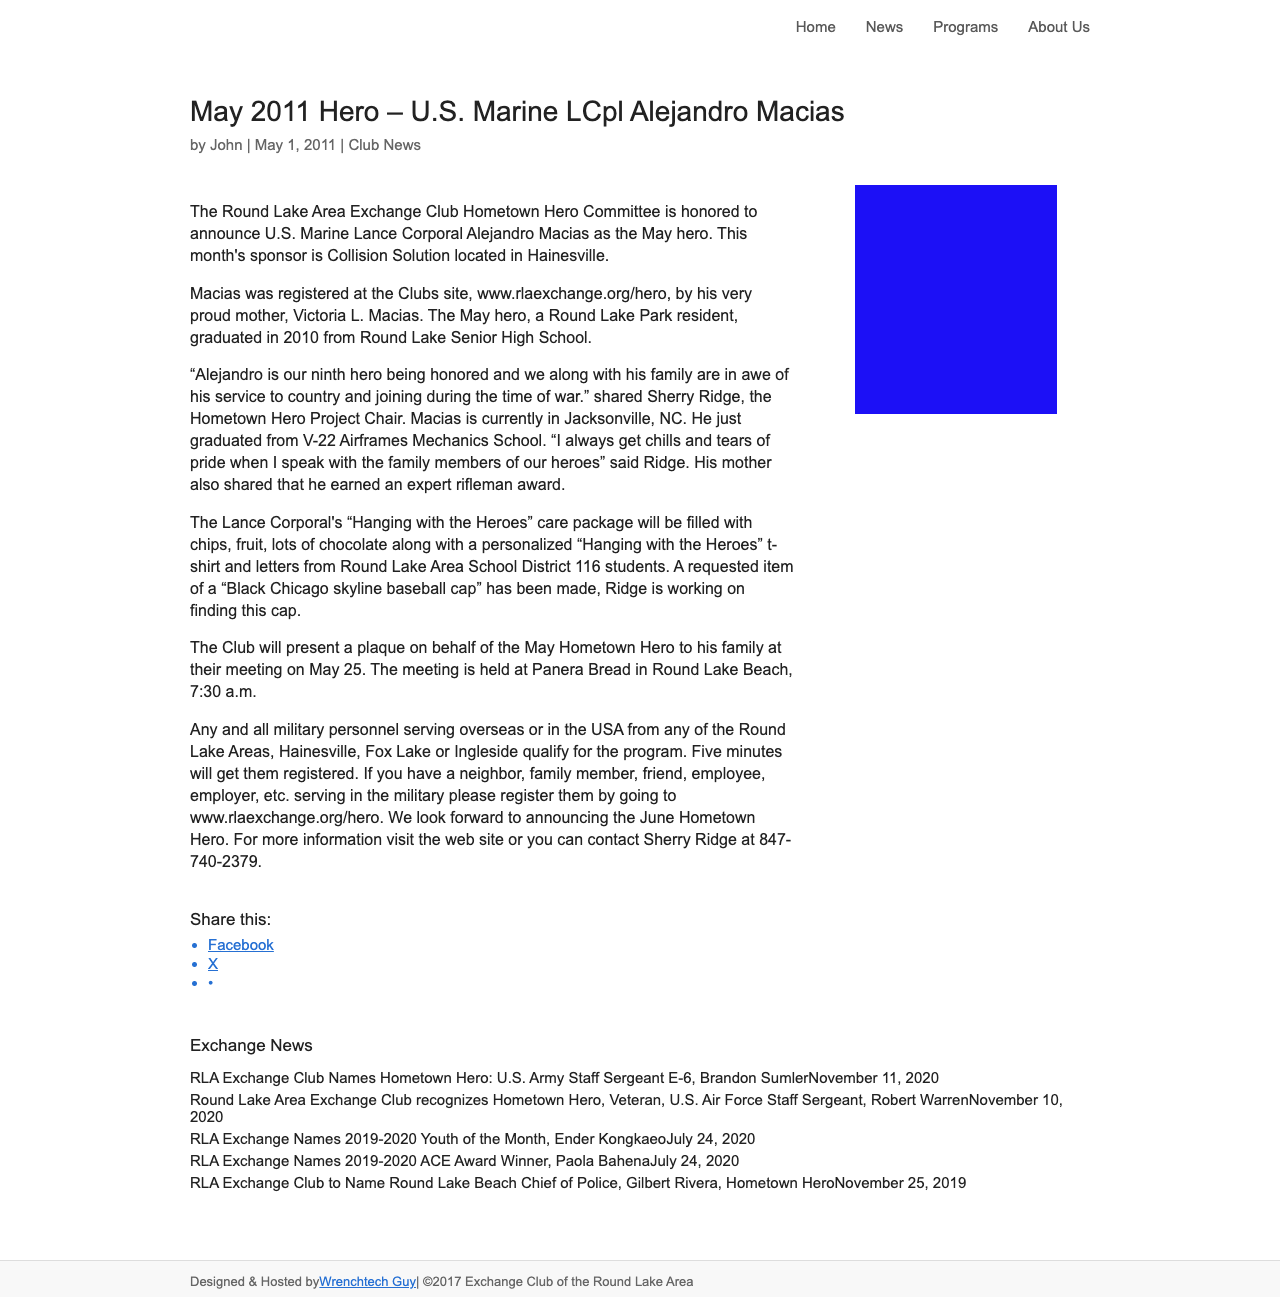 Home News Programs About Us
May 2011 Hero – U.S. Marine LCpl Alejandro Macias
by John | May 1, 2011 | Club News
The Round Lake Area Exchange Club Hometown Hero Committee is honored to
announce U.S. Marine Lance Corporal Alejandro Macias as the May hero. This
month's sponsor is Collision Solution located in Hainesville.
Macias was registered at the Clubs site, www.rlaexchange.org/hero, by his very
proud mother, Victoria L. Macias. The May hero, a Round Lake Park resident,
graduated in 2010 from Round Lake Senior High School.
“Alejandro is our ninth hero being honored and we along with his family are in awe of
his service to country and joining during the time of war.” shared Sherry Ridge, the
Hometown Hero Project Chair. Macias is currently in Jacksonville, NC. He just
graduated from V-22 Airframes Mechanics School. “I always get chills and tears of
pride when I speak with the family members of our heroes” said Ridge. His mother
also shared that he earned an expert rifleman award.
The Lance Corporal's “Hanging with the Heroes” care package will be filled with
chips, fruit, lots of chocolate along with a personalized “Hanging with the Heroes” t-
shirt and letters from Round Lake Area School District 116 students. A requested item
of a “Black Chicago skyline baseball cap” has been made, Ridge is working on
finding this cap.
The Club will present a plaque on behalf of the May Hometown Hero to his family at
their meeting on May 25. The meeting is held at Panera Bread in Round Lake Beach,
7:30 a.m.
Any and all military personnel serving overseas or in the USA from any of the Round
Lake Areas, Hainesville, Fox Lake or Ingleside qualify for the program. Five minutes
will get them registered. If you have a neighbor, family member, friend, employee,
employer, etc. serving in the military please register them by going to
www.rlaexchange.org/hero. We look forward to announcing the June Hometown
Hero. For more information visit the web site or you can contact Sherry Ridge at 847-
740-2379.
Share this:
• Facebook
• X
• •
Exchange News
RLA Exchange Club Names Hometown Hero: U.S. Army Staff Sergeant E-6, Brandon SumlerNovember 11, 2020
Round Lake Area Exchange Club recognizes Hometown Hero, Veteran, U.S. Air Force Staff Sergeant, Robert WarrenNovember 10,
2020
RLA Exchange Names 2019-2020 Youth of the Month, Ender KongkaeoJuly 24, 2020
RLA Exchange Names 2019-2020 ACE Award Winner, Paola BahenaJuly 24, 2020
RLA Exchange Club to Name Round Lake Beach Chief of Police, Gilbert Rivera, Hometown HeroNovember 25, 2019
Designed & Hosted byWrenchtech Guy| ©2017 Exchange Club of the Round Lake Area